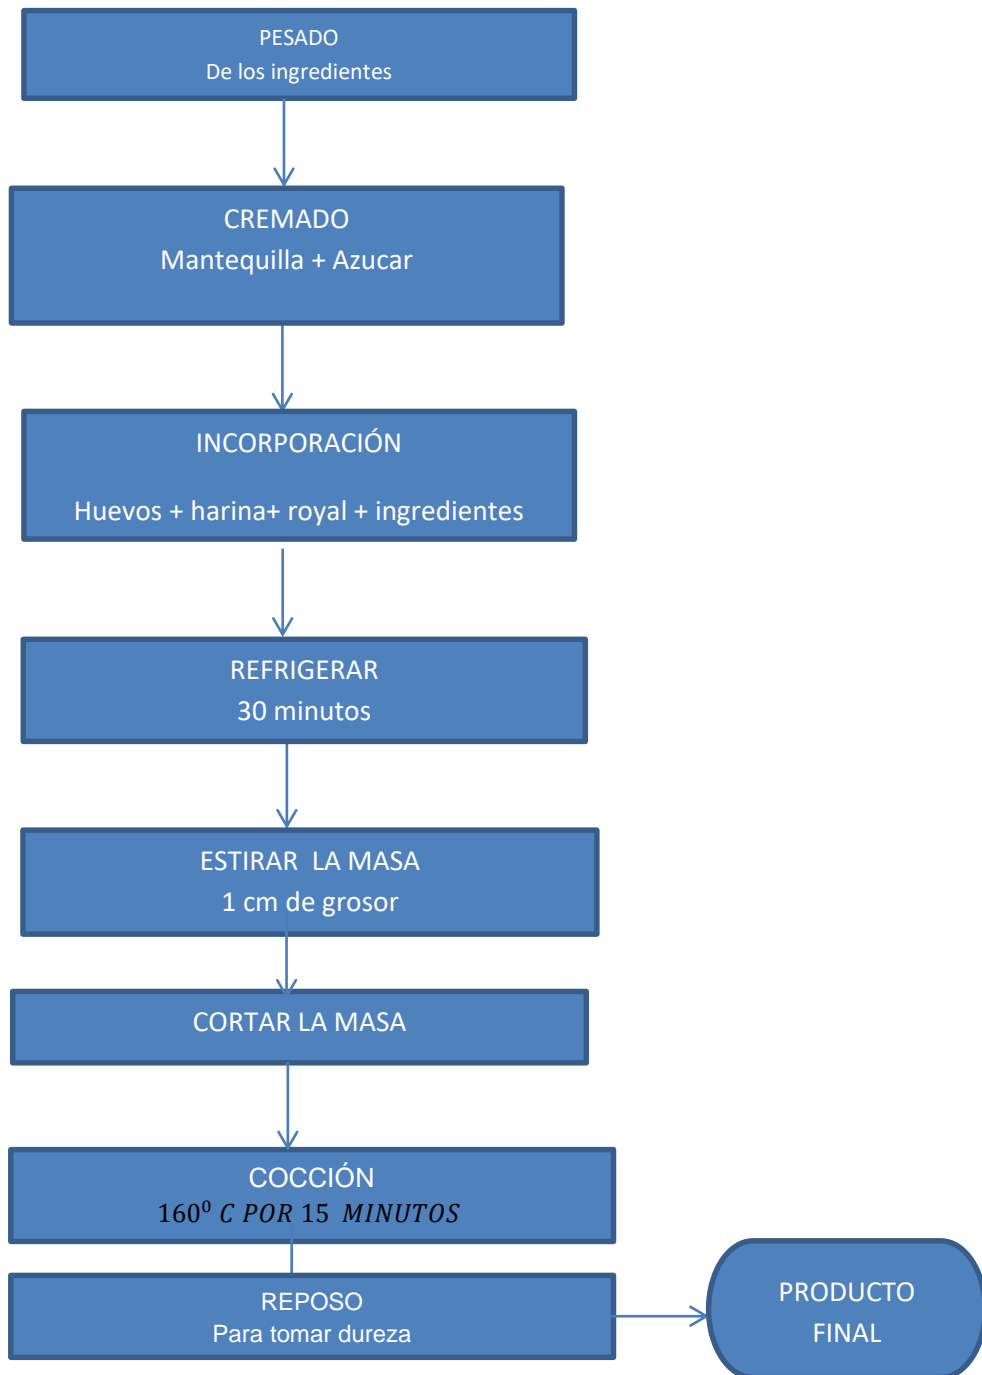 PESADO
De los ingredientes
CREMADO
Mantequilla + Azucar
INCORPORACIÓN
Huevos + harina+ royal + ingredientes
REFRIGERAR
30 minutos
ESTIRAR  LA MASA
1 cm de grosor
CORTAR LA MASA
COCCIÓN
160⁰ C POR 15  MINUTOS
REPOSO
Para tomar dureza
PRODUCTO
FINAL